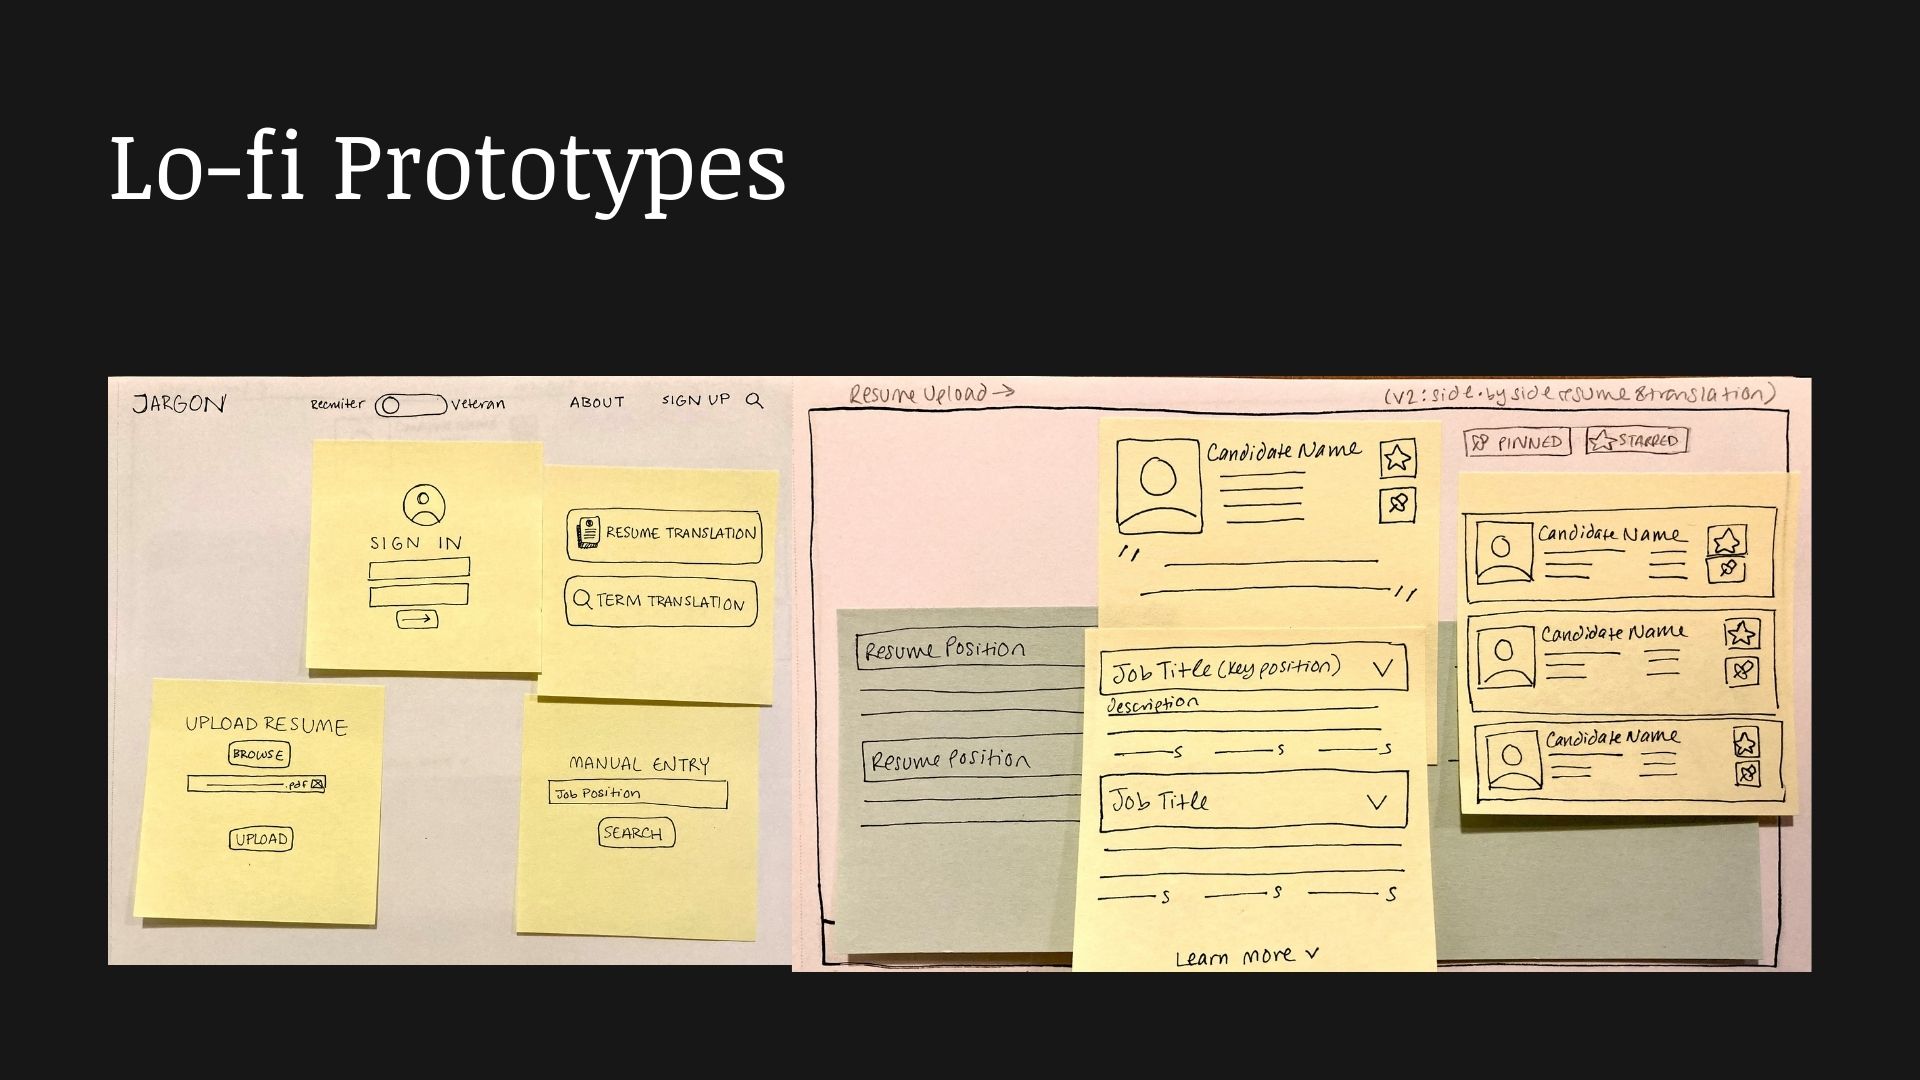 Lo-fi Prototypes
JARGON
Recruiter
Veteran
ABOUT
SIGN UP
SIGN IN
RESUME TRANSLATION
TERM TRANSLATION
UPLOAD RESUME
BROWSE
.pdf
UPLOAD
MANUAL ENTRY
Job Position
SEARCH
Resume Upload →
(V2: side-by side resume & translation)
PINNED
STARRED
Candidate Name
"
"
Resume Position
Resume Position
Job Title (key position)
Description
S S S
Job Title
S S S
Learn more v
Candidate Name
Candidate Name
Candidate Name